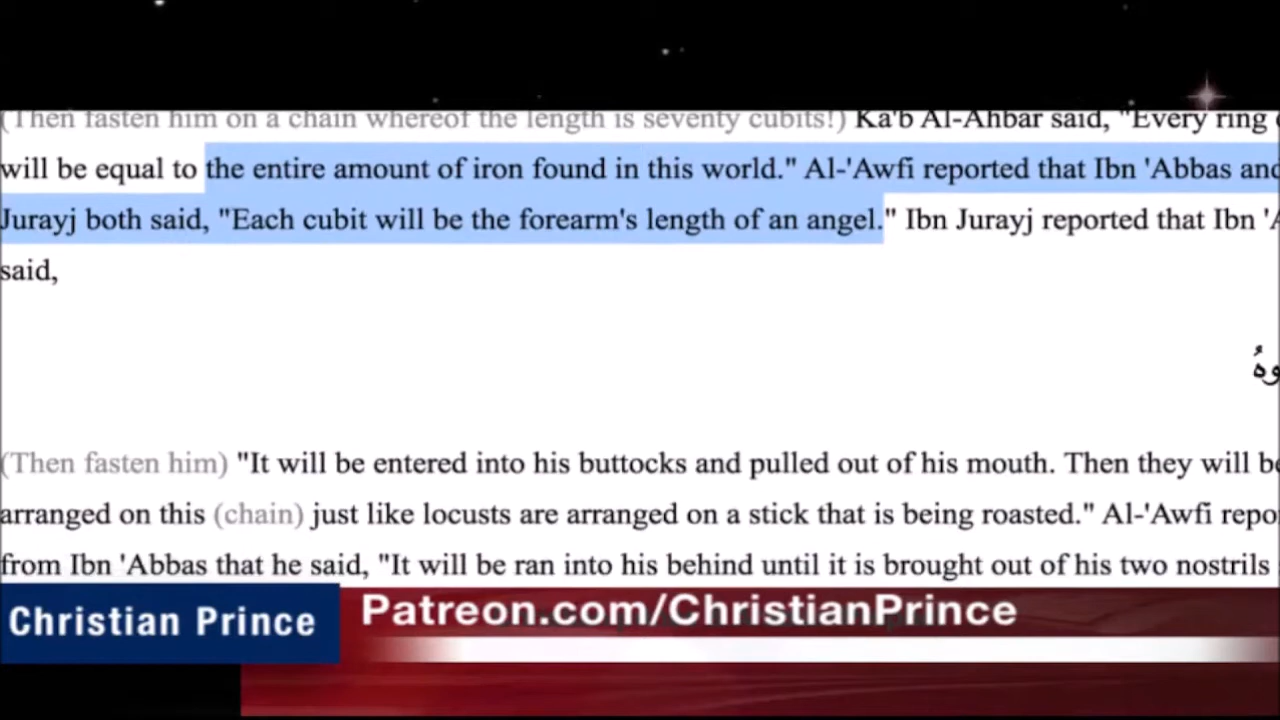 (Then fasten him on a chain whereof the length is seventy cubits!) Ka'b Al-Ahbar said, "Every ring
will be equal to the entire amount of iron found in this world." Al-'Awfi reported that Ibn 'Abbas and
Jurayj both said, "Each cubit will be the forearm's length of an angel." Ibn Jurayj reported that Ibn 'A
said,
وهُ
(Then fasten him) "It will be entered into his buttocks and pulled out of his mouth. Then they will be
arranged on this (chain) just like locusts are arranged on a stick that is being roasted." Al-'Awfi repo
from Ibn 'Abbas that he said, "It will be ran into his behind until it is brought out of his two nostrils
Christian Prince
Patreon.com/ChristianPrince